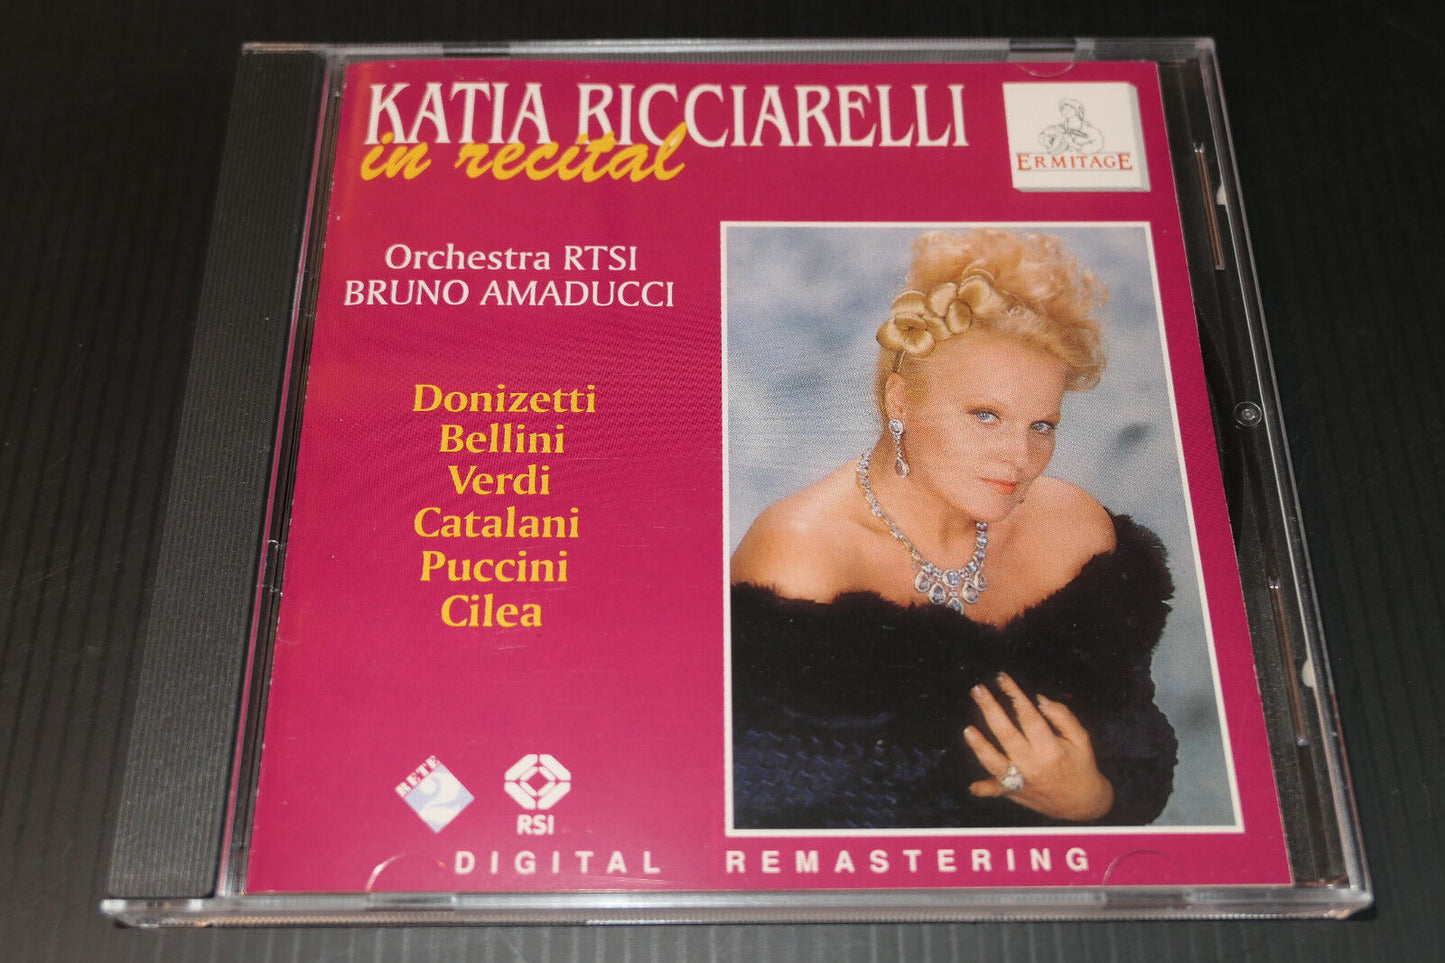 KATIA RICCIARELLI
in recital
ERMITAGE
Orchestra RTSI
BRUNO AMADUCCI
Donizetti
Bellini
Verdi
Catalani
Puccini
Cilea
RETE
2
RSI
DIGITAL REMASTERING